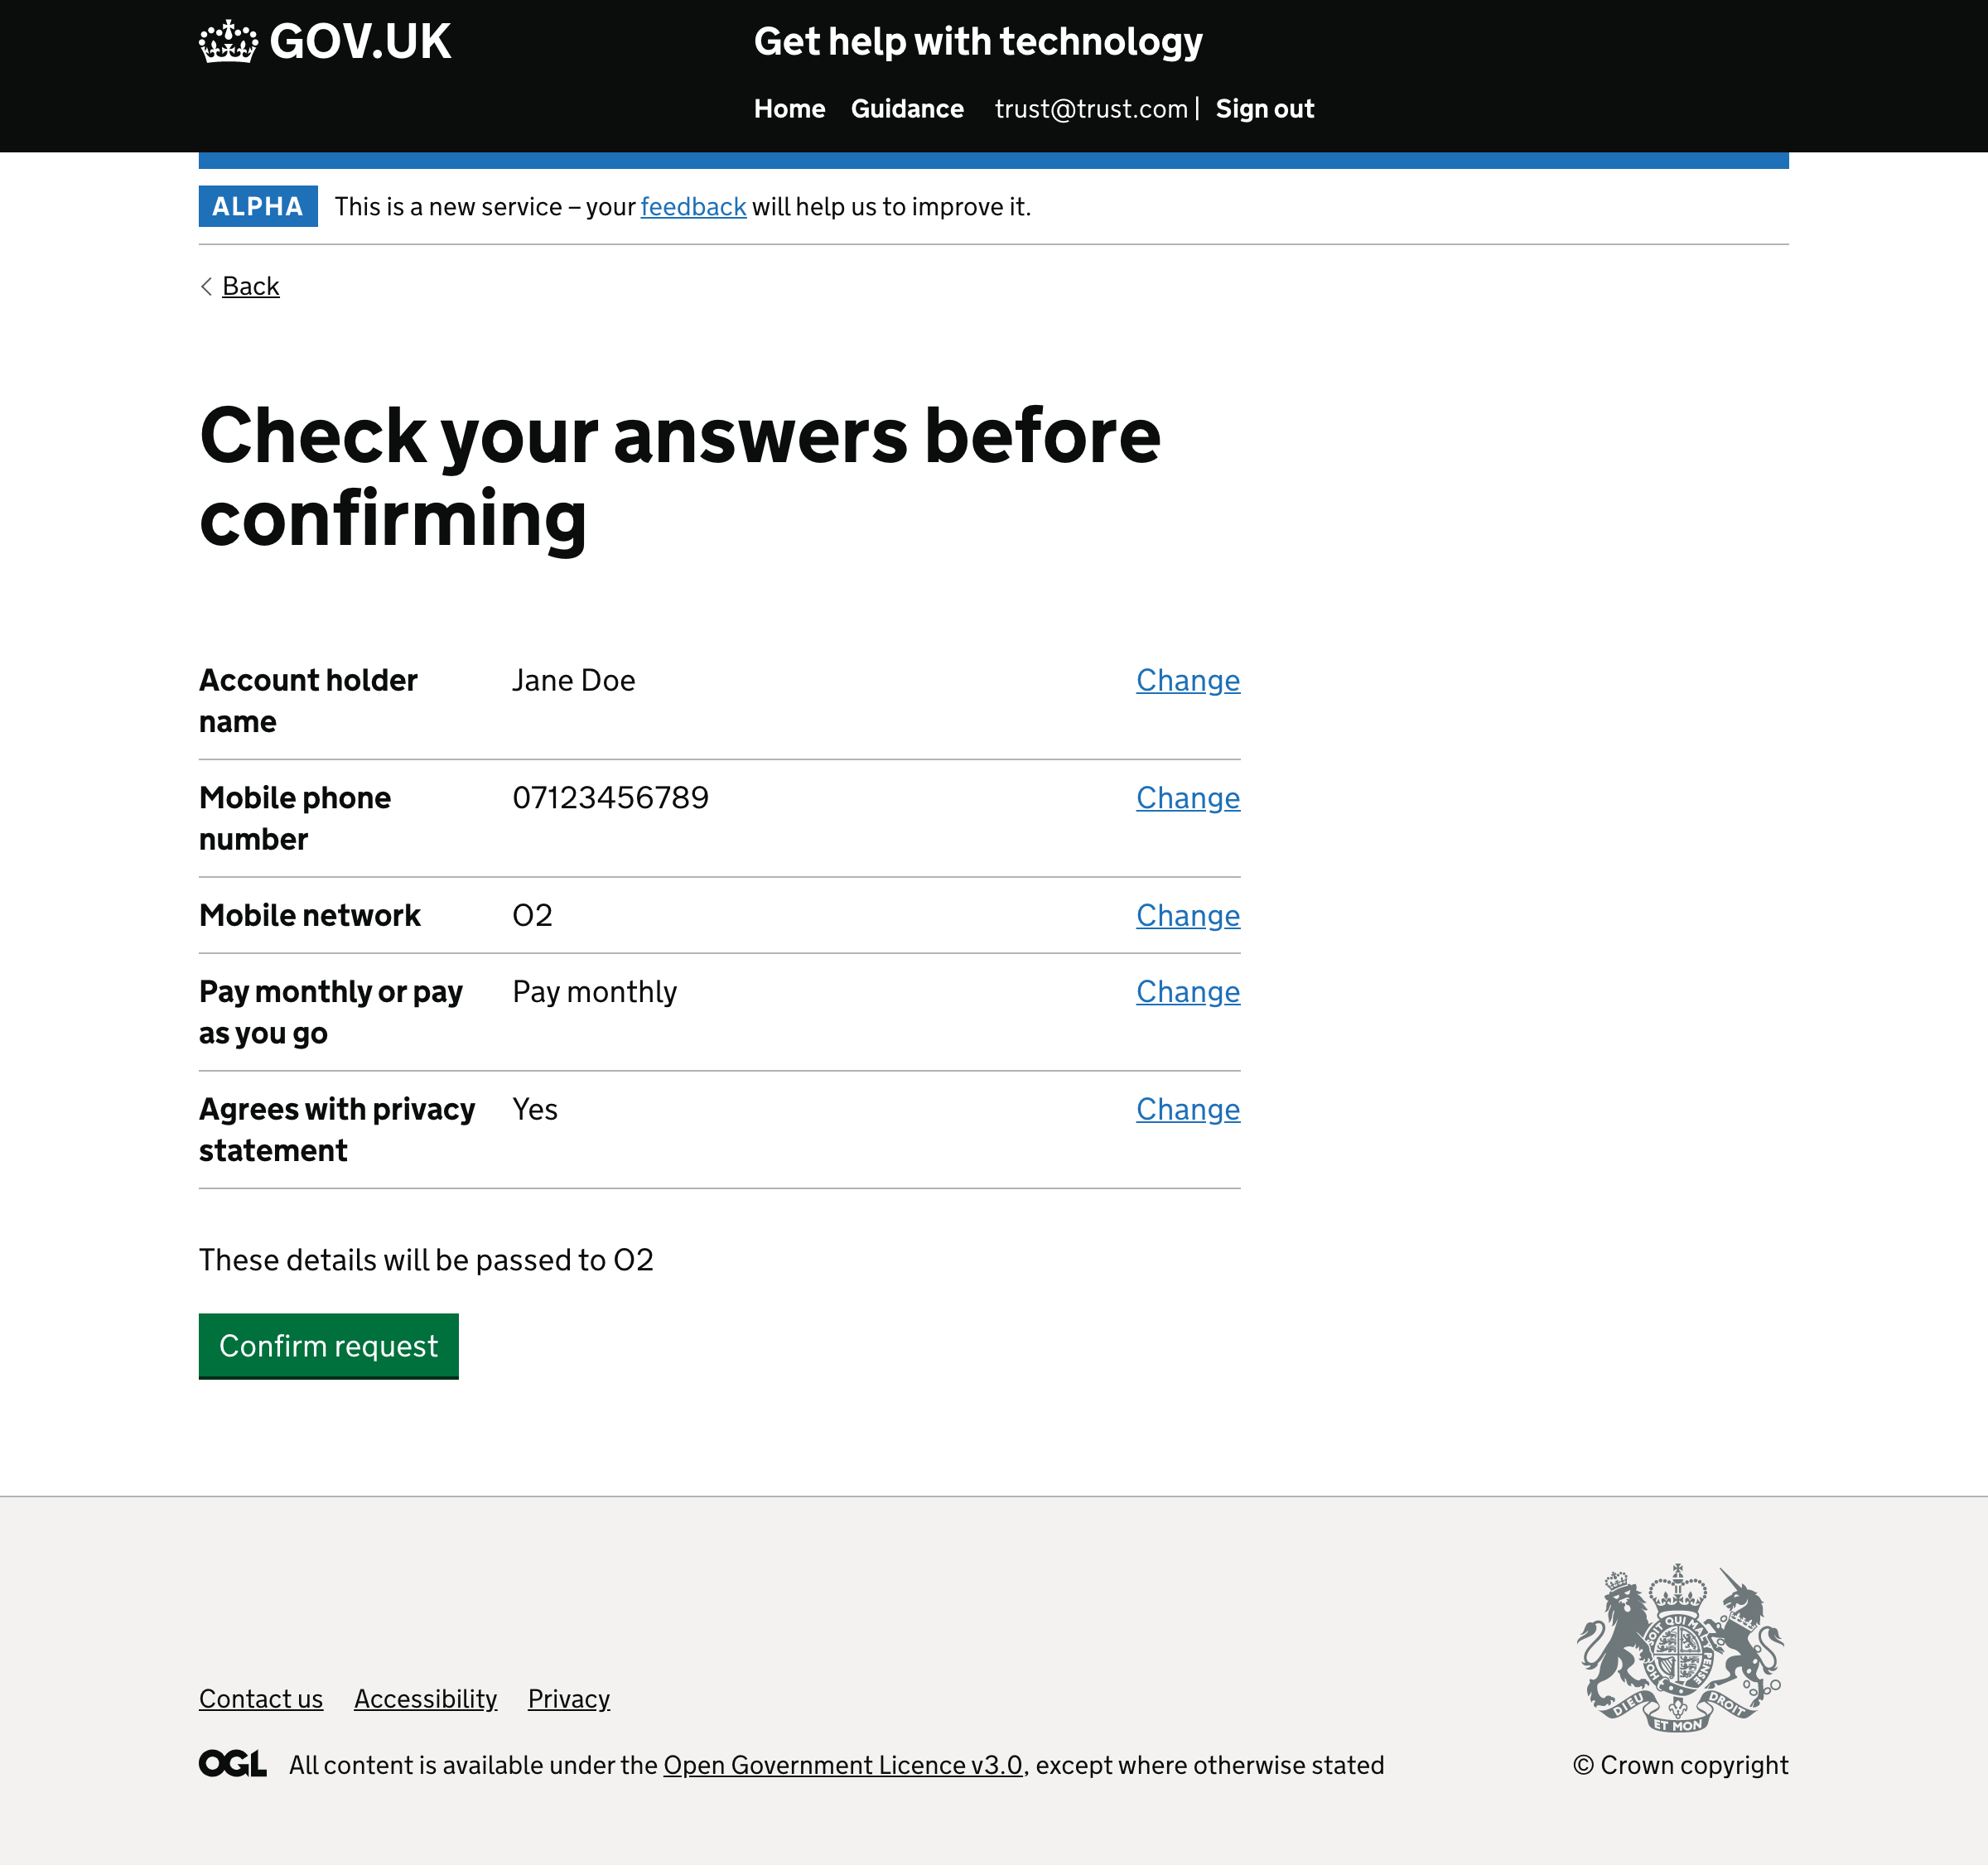 GOV.UK
Get help with technology
Home Guidance trust@trust.com | Sign out
ALPHA This is a new service – your feedback will help us to improve it.
Back
Check your answers before
confirming
Account holder Jane Doe Change
name
Mobile phone 07123456789 Change
number
Mobile network O2 Change
Pay monthly or pay Pay monthly Change
as you go
Agrees with privacy Yes Change
statement
These details will be passed to O2
Confirm request
HONI SOIT QUI MAL Y PENSE
DIEU ET MON DROIT
Contact us Accessibility Privacy
OGL All content is available under the Open Government Licence v3.0, except where otherwise stated
© Crown copyright